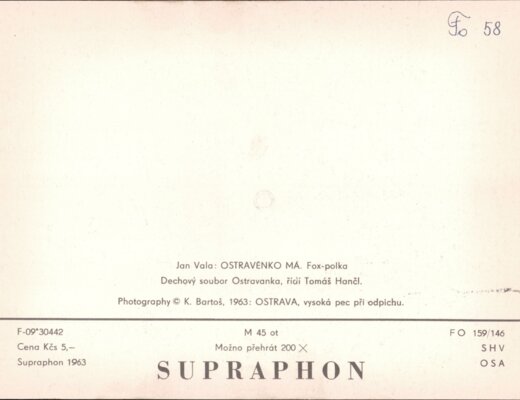 Fo 58
Jan Vala: OSTRAVĚNKO MÁ. Fox-polka
Dechový soubor Ostravanka, řídí Tomáš Hančl.
Photography © K. Bartoš, 1963: OSTRAVA, vysoká pec při odpichu.
F-09*30442 M 45 ot FO 159/146
Cena Kčs 5,– Možno přehrát 200 X SHV
Supraphon 1963 SUPRAPHON OSA